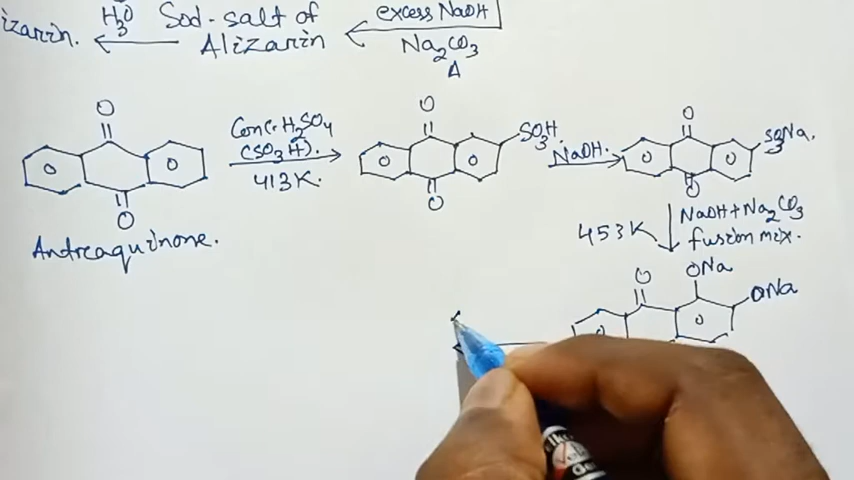 izarin. H3O Sod-salt of excess NaOH
Alizarin Na2CO3
Δ
O O O
Conc. H2SO4 SO3H. SO3Na.
(SO3H). NaOH.
413K.
O O O
NaOH+Na2CO3
453K fusion mix.
Antreaquinone.
O ONa
ONa